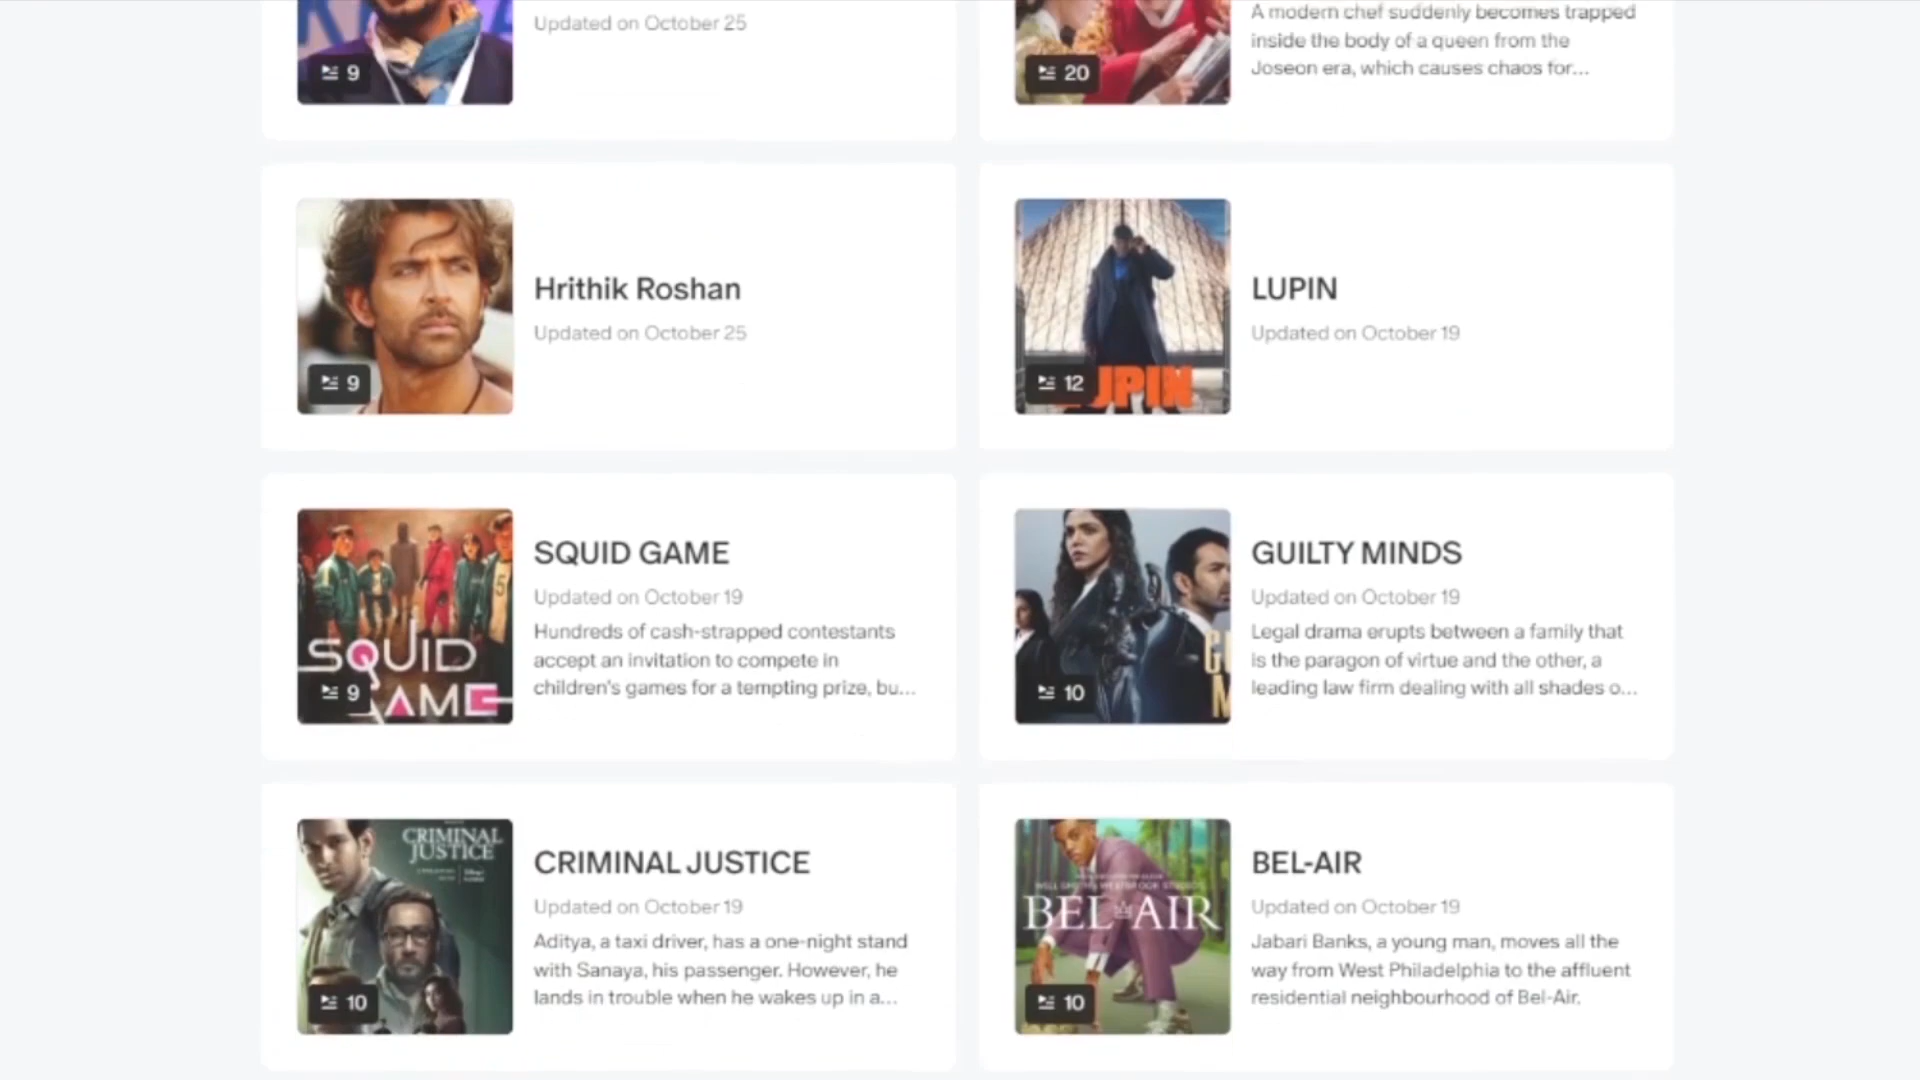 Updated on October 25
9
A modern chef suddenly becomes trapped
inside the body of a queen from the
Joseon era, which causes chaos for...
20
Hrithik Roshan
Updated on October 25
9
LUPIN
Updated on October 19
12
UPIN
SQUID GAME
Updated on October 19
Hundreds of cash-strapped contestants
accept an invitation to compete in
children's games for a tempting prize, bu...
SQUID
GAME
9
GUILTY MINDS
Updated on October 19
Legal drama erupts between a family that
is the paragon of virtue and the other, a
leading law firm dealing with all shades o...
10
CRIMINAL JUSTICE
Updated on October 19
Aditya, a taxi driver, has a one-night stand
with Sanaya, his passenger. However, he
lands in trouble when he wakes up in a...
CRIMINAL
JUSTICE
10
BEL-AIR
Updated on October 19
Jabari Banks, a young man, moves all the
way from West Philadelphia to the affluent
residential neighbourhood of Bel-Air.
BEL AIR
10